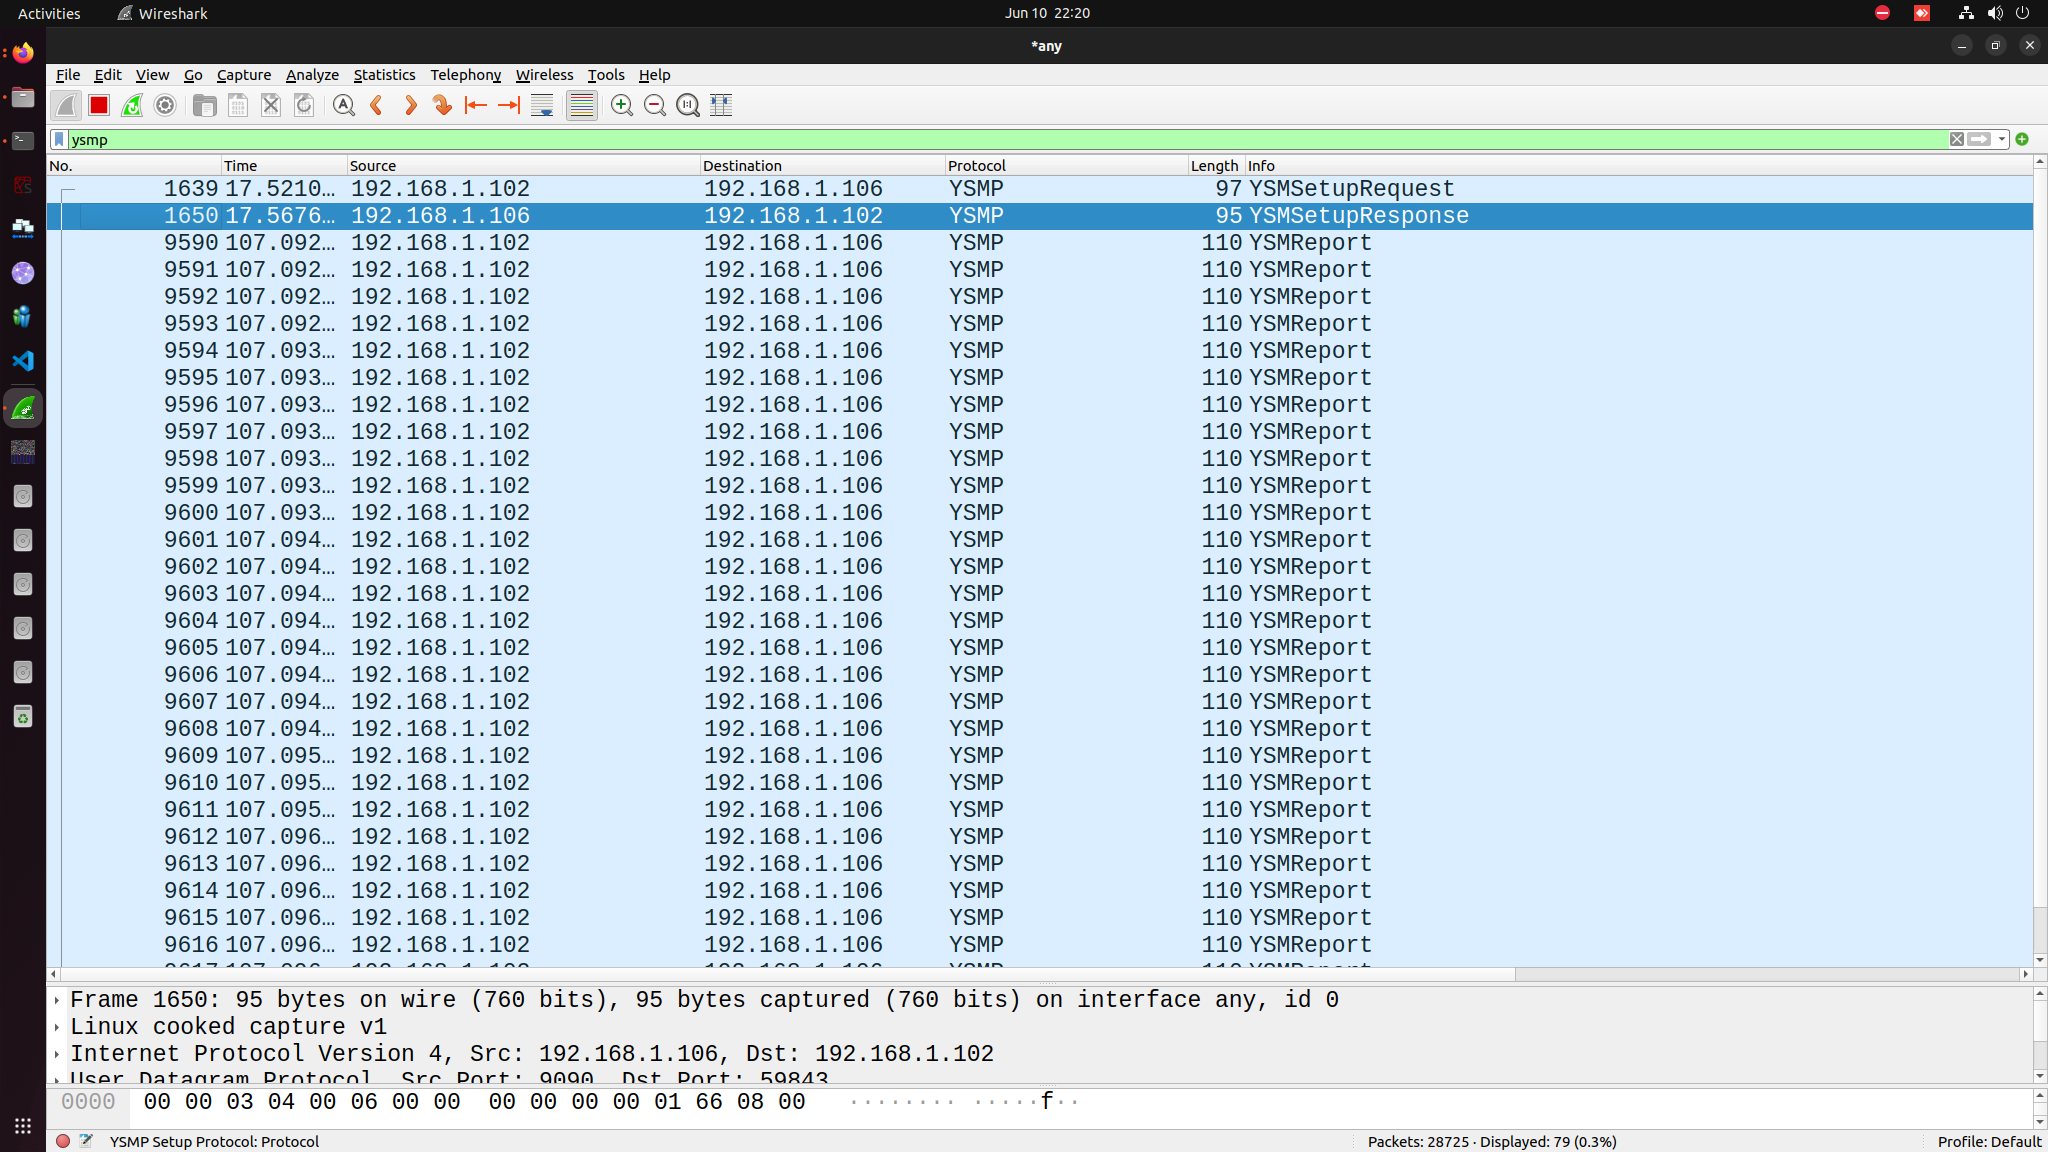 Activities Wireshark Jun 10 22:20
*any
File Edit View Go Capture Analyze Statistics Telephony Wireless Tools Help
ysmp
No. Time Source Destination Protocol Length Info
1639 17.5210… 192.168.1.102 192.168.1.106 YSMP 97 YSMSetupRequest
1650 17.5676… 192.168.1.106 192.168.1.102 YSMP 95 YSMSetupResponse
9590 107.092… 192.168.1.102 192.168.1.106 YSMP 110 YSMReport
9591 107.092… 192.168.1.102 192.168.1.106 YSMP 110 YSMReport
9592 107.092… 192.168.1.102 192.168.1.106 YSMP 110 YSMReport
9593 107.092… 192.168.1.102 192.168.1.106 YSMP 110 YSMReport
9594 107.093… 192.168.1.102 192.168.1.106 YSMP 110 YSMReport
9595 107.093… 192.168.1.102 192.168.1.106 YSMP 110 YSMReport
9596 107.093… 192.168.1.102 192.168.1.106 YSMP 110 YSMReport
9597 107.093… 192.168.1.102 192.168.1.106 YSMP 110 YSMReport
9598 107.093… 192.168.1.102 192.168.1.106 YSMP 110 YSMReport
9599 107.093… 192.168.1.102 192.168.1.106 YSMP 110 YSMReport
9600 107.093… 192.168.1.102 192.168.1.106 YSMP 110 YSMReport
9601 107.094… 192.168.1.102 192.168.1.106 YSMP 110 YSMReport
9602 107.094… 192.168.1.102 192.168.1.106 YSMP 110 YSMReport
9603 107.094… 192.168.1.102 192.168.1.106 YSMP 110 YSMReport
9604 107.094… 192.168.1.102 192.168.1.106 YSMP 110 YSMReport
9605 107.094… 192.168.1.102 192.168.1.106 YSMP 110 YSMReport
9606 107.094… 192.168.1.102 192.168.1.106 YSMP 110 YSMReport
9607 107.094… 192.168.1.102 192.168.1.106 YSMP 110 YSMReport
9608 107.094… 192.168.1.102 192.168.1.106 YSMP 110 YSMReport
9609 107.095… 192.168.1.102 192.168.1.106 YSMP 110 YSMReport
9610 107.095… 192.168.1.102 192.168.1.106 YSMP 110 YSMReport
9611 107.095… 192.168.1.102 192.168.1.106 YSMP 110 YSMReport
9612 107.096… 192.168.1.102 192.168.1.106 YSMP 110 YSMReport
9613 107.096… 192.168.1.102 192.168.1.106 YSMP 110 YSMReport
9614 107.096… 192.168.1.102 192.168.1.106 YSMP 110 YSMReport
9615 107.096… 192.168.1.102 192.168.1.106 YSMP 110 YSMReport
9616 107.096… 192.168.1.102 192.168.1.106 YSMP 110 YSMReport
Frame 1650: 95 bytes on wire (760 bits), 95 bytes captured (760 bits) on interface any, id 0
Linux cooked capture v1
Internet Protocol Version 4, Src: 192.168.1.106, Dst: 192.168.1.102
User Datagram Protocol, Src Port: 9090, Dst Port: 59843
0000 00 00 03 04 00 06 00 00 00 00 00 00 01 66 08 00 ········ ·····f··
YSMP Setup Protocol: Protocol Packets: 28725 · Displayed: 79 (0.3%) Profile: Default